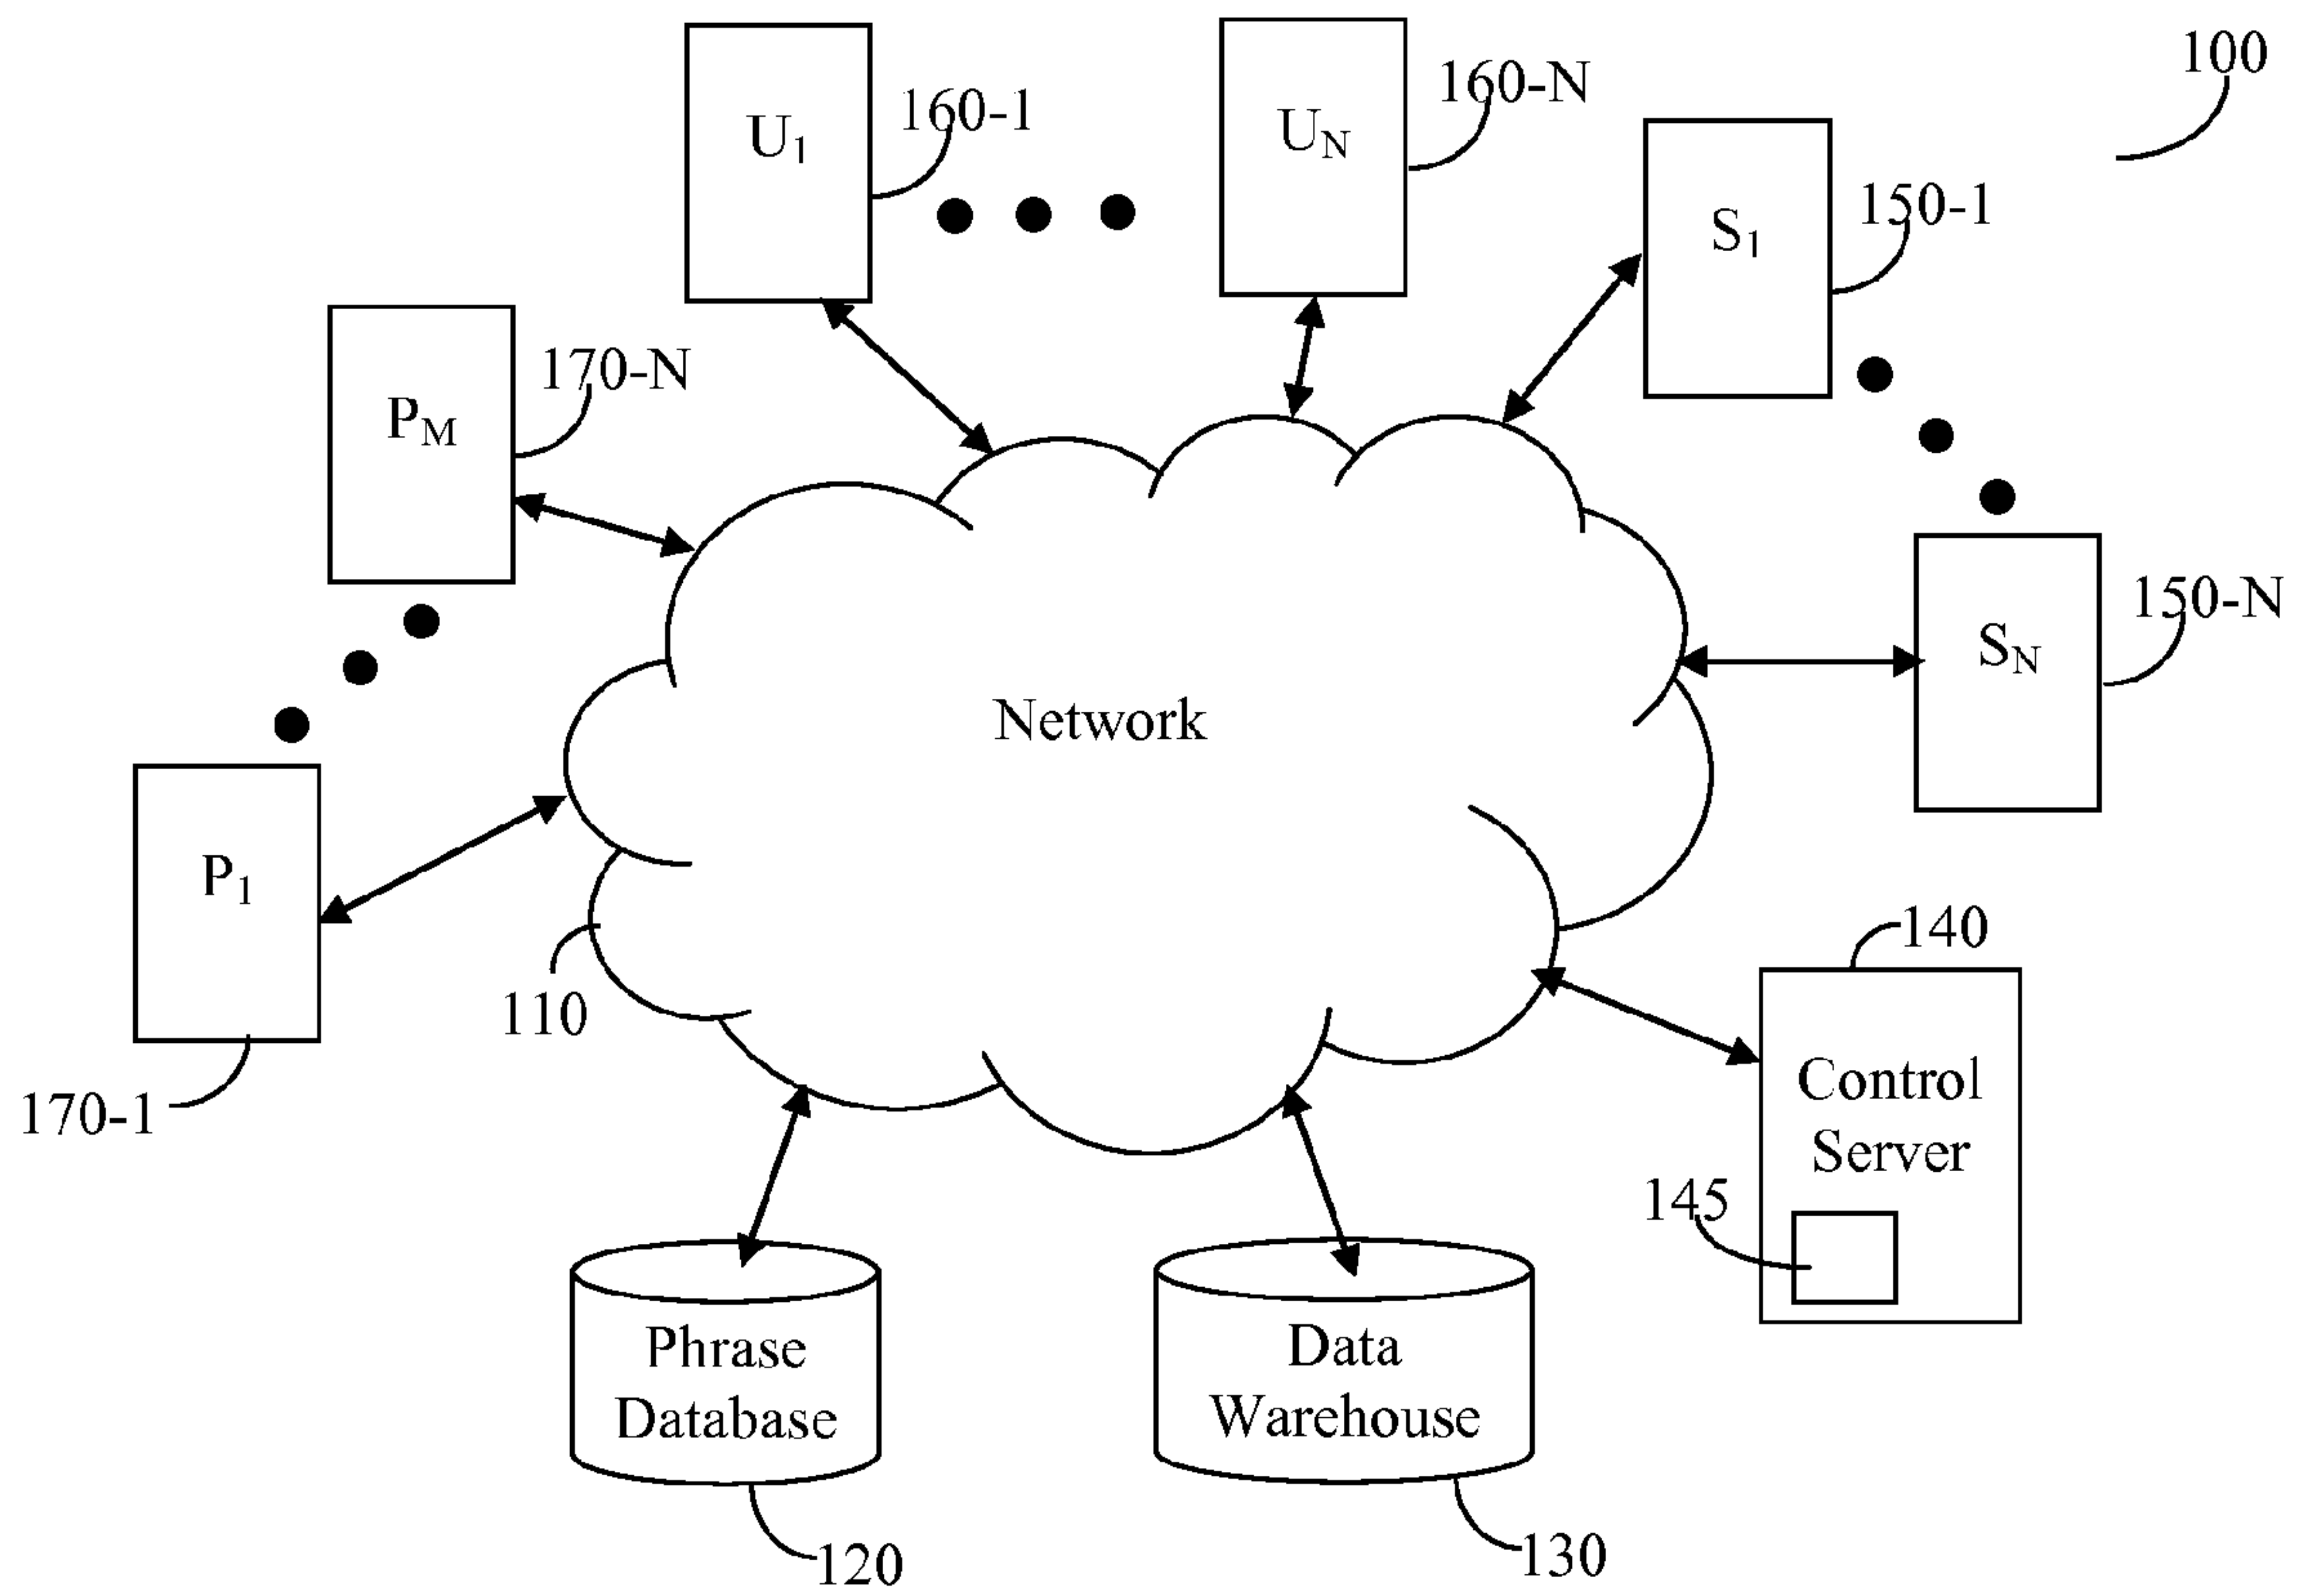 100
U1
160-1
UN
160-N
S1
150-1
PM
170-N
SN
150-N
Network
P1
170-1
110
140
Control
Server
145
Phrase
Database
120
Data
Warehouse
130